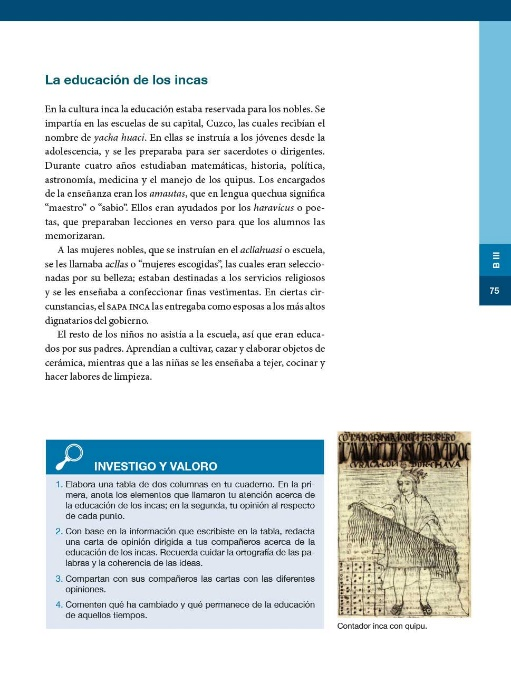 La educación de los incas
En la cultura inca la educación estaba reservada para los nobles. Se
impartía en las escuelas de su capital, Cuzco, las cuales recibían el
nombre de yacha huaci. En ellas se instruía a los jóvenes desde la
adolescencia, y se les preparaba para ser sacerdotes o dirigentes.
Durante cuatro años estudiaban matemáticas, historia, política,
astronomía, medicina y el manejo de los quipus. Los encargados
de la enseñanza eran los amautas, que en lengua quechua significa
“maestro” o “sabio”. Ellos eran ayudados por los haravicus o poe-
tas, que preparaban lecciones en verso para que los alumnos las
memorizaran.
A las mujeres nobles, que se instruían en el acllahuasi o escuela,
se les llamaba acllas o “mujeres escogidas”, las cuales eran seleccio-
nadas por su belleza; estaban destinadas a los servicios religiosos
y se les enseñaba a confeccionar finas vestimentas. En ciertas cir-
cunstancias, el SAPA INCA las entregaba como esposas a los más altos
dignatarios del gobierno.
El resto de los niños no asistía a la escuela, así que eran educa-
dos por sus padres. Aprendían a cultivar, cazar y elaborar objetos de
cerámica, mientras que a las niñas se les enseñaba a tejer, cocinar y
hacer labores de limpieza.
B III
75
INVESTIGO Y VALORO
1. Elabora una tabla de dos columnas en tu cuaderno. En la pri-
mera, anota los elementos que llamaron tu atención acerca de
la educación de los incas; en la segunda, tu opinión al respecto
de cada punto.
2. Con base en la información que escribiste en la tabla, redacta
una carta de opinión dirigida a tus compañeros acerca de la
educación de los incas. Recuerda cuidar la ortografía de las pa-
labras y la coherencia de las ideas.
3. Compartan con sus compañeros las cartas con las diferentes
opiniones.
4. Comenten qué ha cambiado y qué permanece de la educación
de aquellos tiempos.
Contador inca con quipu.